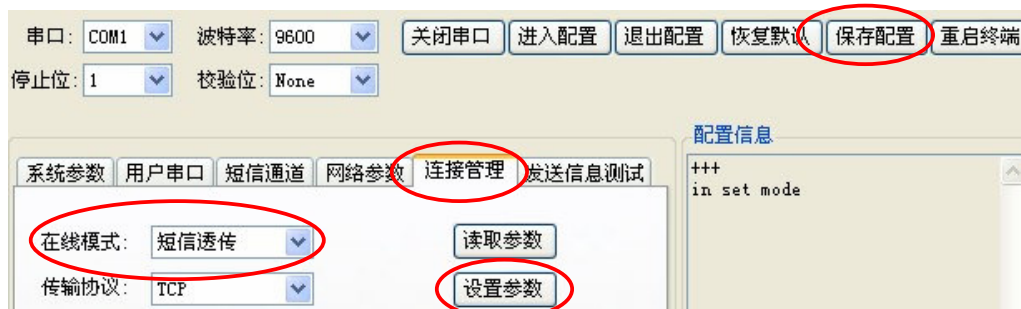 串口: COM1 波特率: 9600 关闭串口 进入配置 退出配置 恢复默认 保存配置 重启终端
停止位: 1 校验位: None
配置信息
系统参数 用户串口 短信通道 网络参数 连接管理 发送信息测试
+++
in set mode
在线模式: 短信透传 读取参数
传输协议: TCP 设置参数